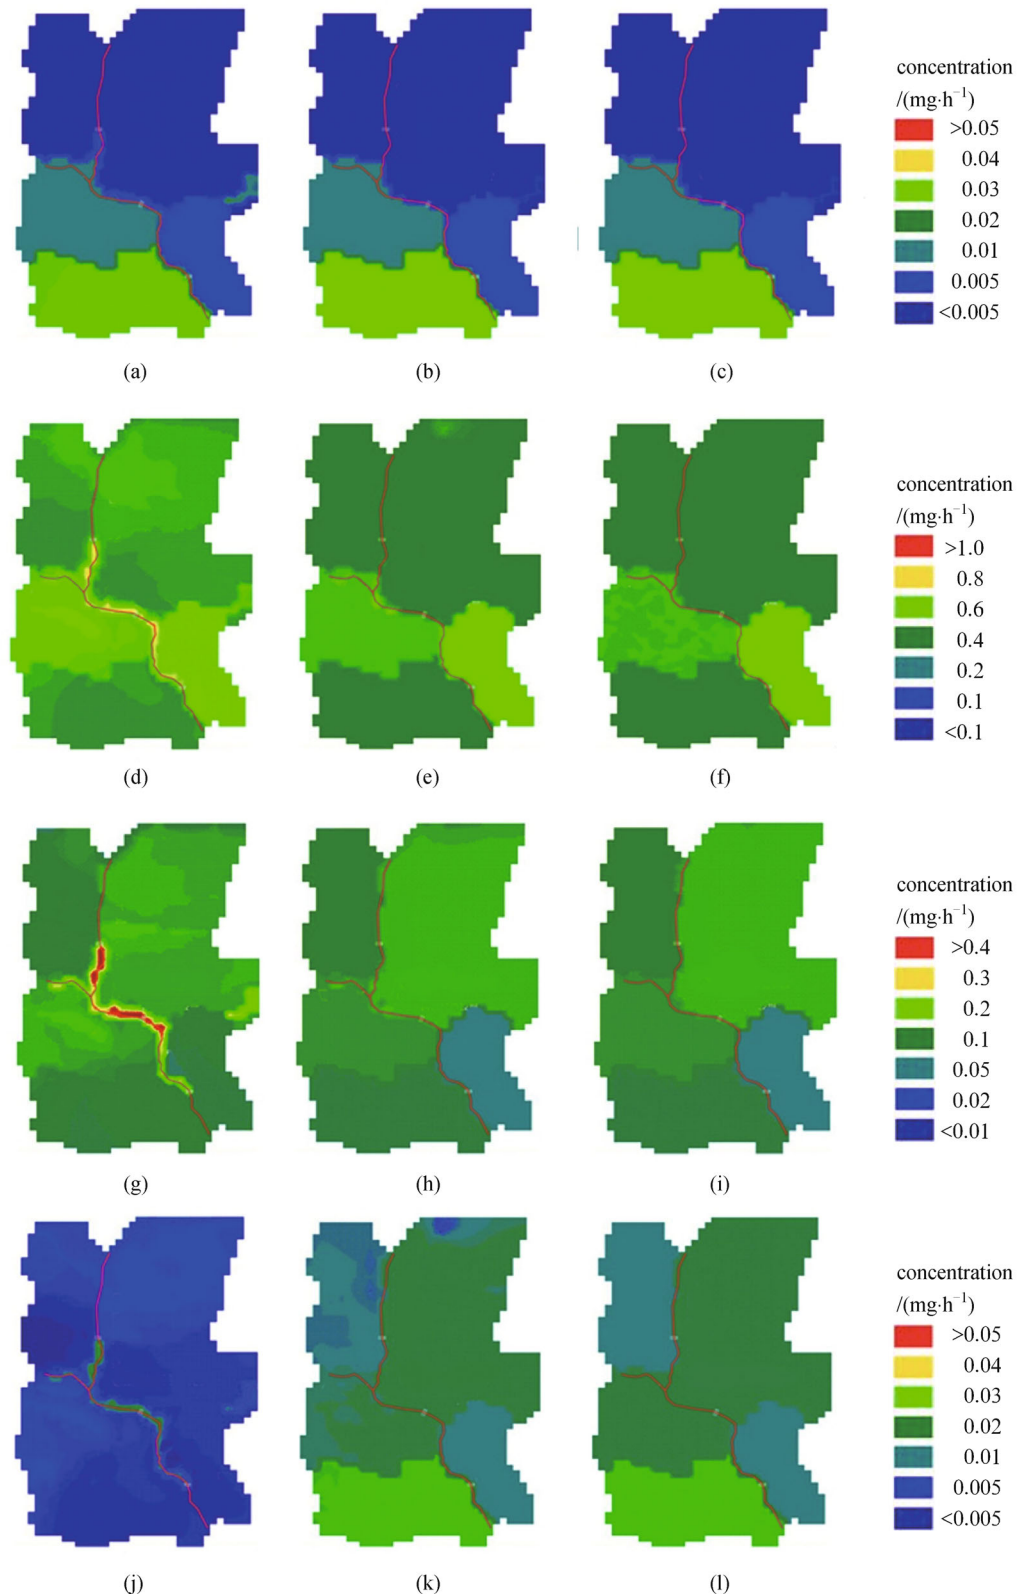 concentration
/(mg·h⁻¹)
>0.05
0.04
0.03
0.02
0.01
0.005
<0.005
(a) (b) (c)
concentration
/(mg·h⁻¹)
>1.0
0.8
0.6
0.4
0.2
0.1
<0.1
(d) (e) (f)
concentration
/(mg·h⁻¹)
>0.4
0.3
0.2
0.1
0.05
0.02
<0.01
(g) (h) (i)
concentration
/(mg·h⁻¹)
>0.05
0.04
0.03
0.02
0.01
0.005
<0.005
(j) (k) (l)